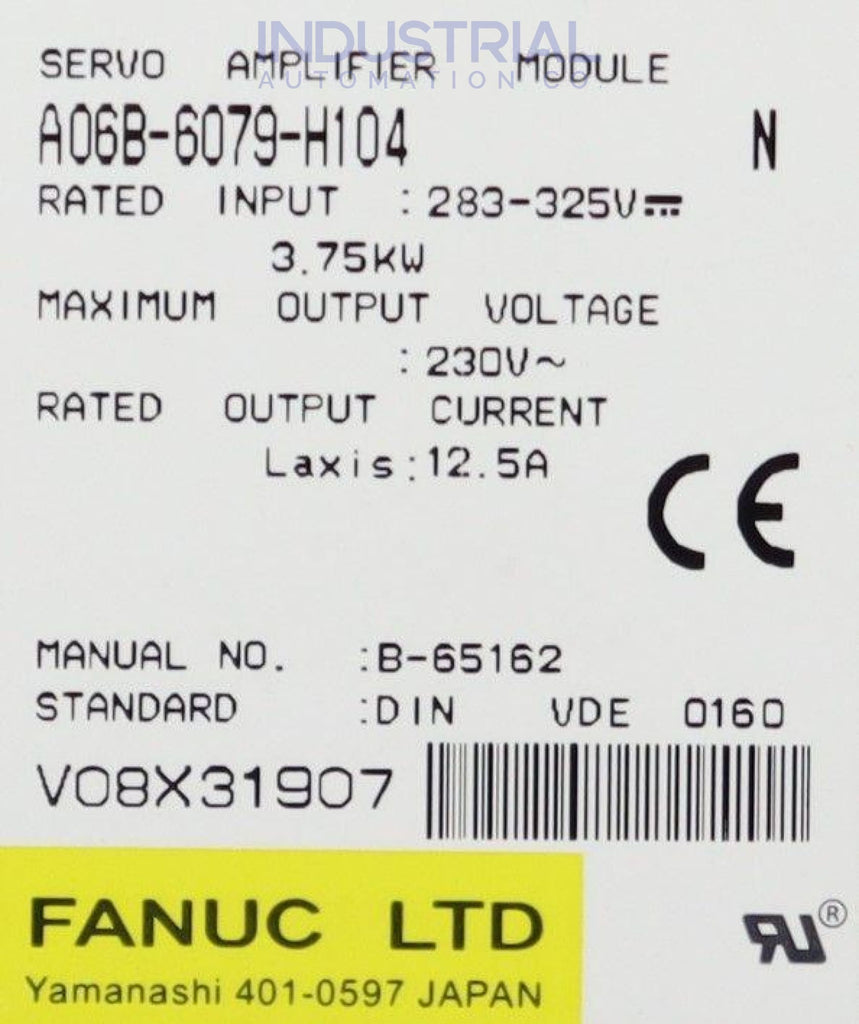 INDUSTRIAL
AUTOMATION CO
SERVO AMPLIFIER MODULE
A06B-6079-H104 N
RATED INPUT :283-325V⎓
3.75KW
MAXIMUM OUTPUT VOLTAGE
:230V~
RATED OUTPUT CURRENT
Laxis:12.5A
CE
MANUAL NO. :B-65162
STANDARD :DIN VDE 0160
V08X31907
FANUC LTD
Yamanashi 401-0597 JAPAN
RU®